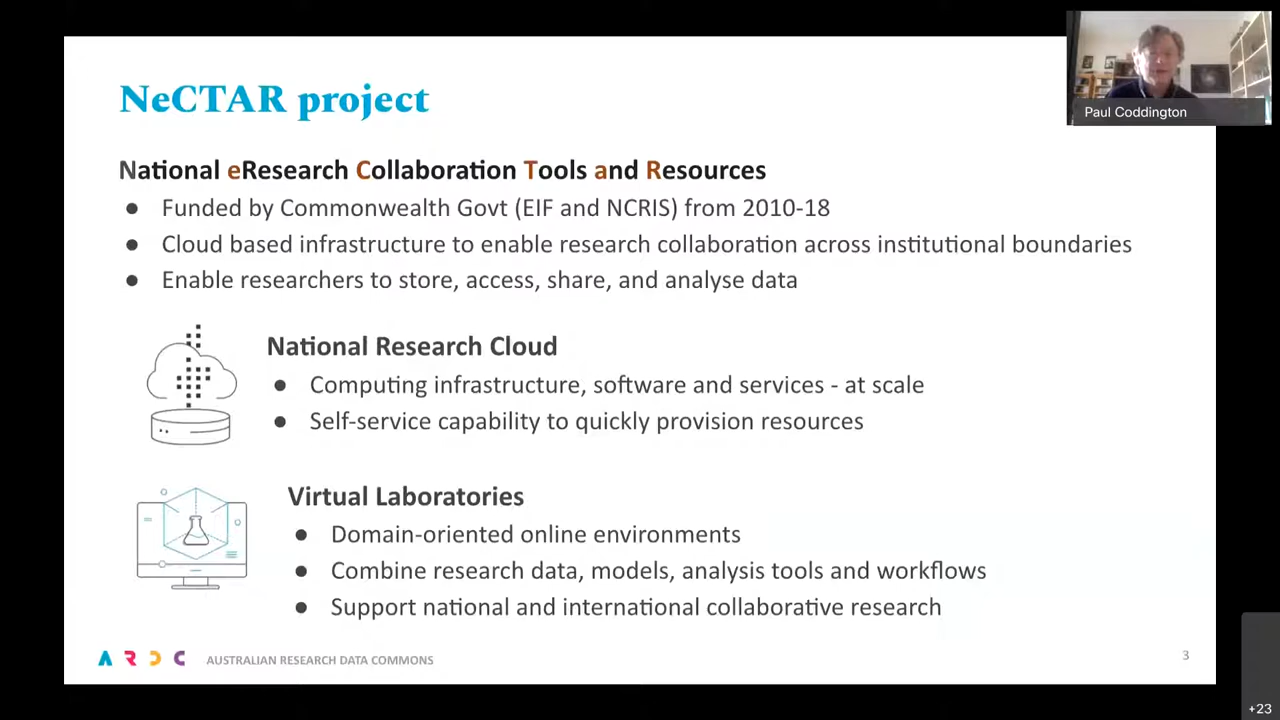 NeCTAR project
Paul Coddington
National eResearch Collaboration Tools and Resources
● Funded by Commonwealth Govt (EIF and NCRIS) from 2010-18
● Cloud based infrastructure to enable research collaboration across institutional boundaries
● Enable researchers to store, access, share, and analyse data
National Research Cloud
● Computing infrastructure, software and services - at scale
● Self-service capability to quickly provision resources
Virtual Laboratories
● Domain-oriented online environments
● Combine research data, models, analysis tools and workflows
● Support national and international collaborative research
ARDC AUSTRALIAN RESEARCH DATA COMMONS
3
+23